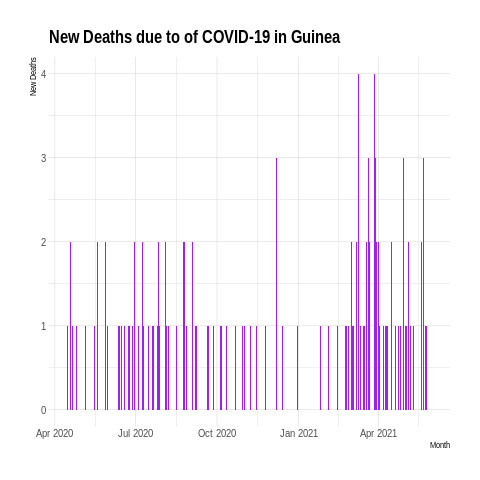 New Deaths due to of COVID-19 in Guinea
New Deaths
4
3
2
1
0
Apr 2020 Jul 2020 Oct 2020 Jan 2021 Apr 2021
Month